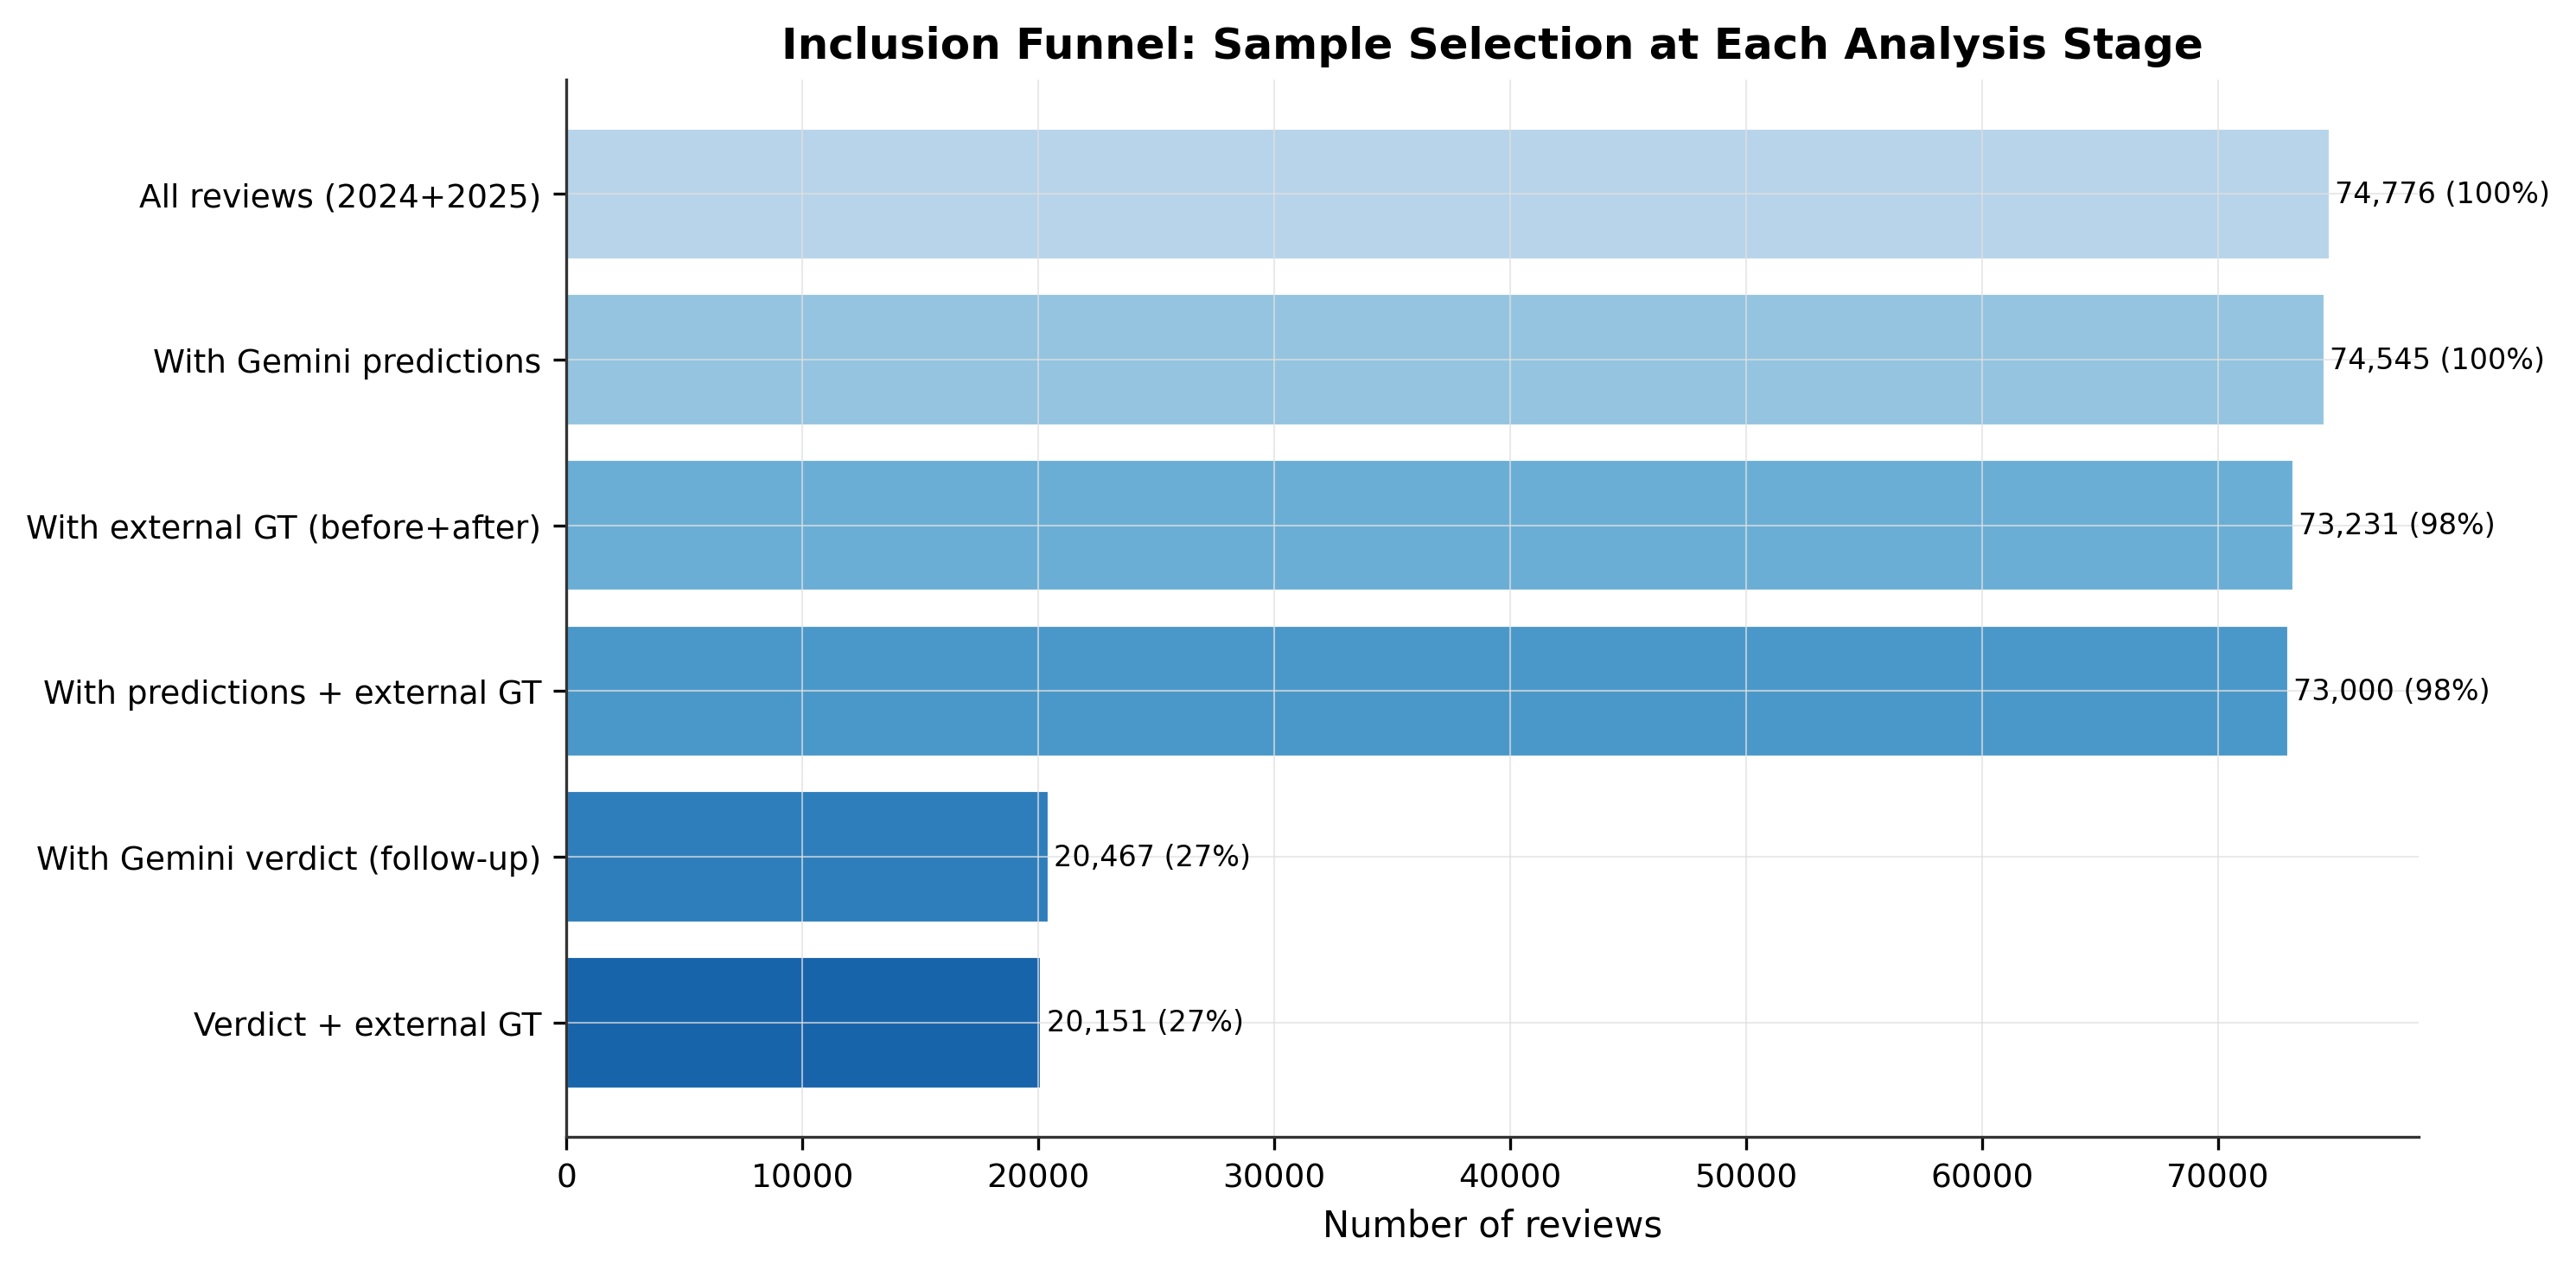 Inclusion Funnel: Sample Selection at Each Analysis Stage
All reviews (2024+2025)
74,776 (100%)
With Gemini predictions
74,545 (100%)
With external GT (before+after)
73,231 (98%)
With predictions + external GT
73,000 (98%)
With Gemini verdict (follow-up)
20,467 (27%)
Verdict + external GT
20,151 (27%)
0 10000 20000 30000 40000 50000 60000 70000
Number of reviews